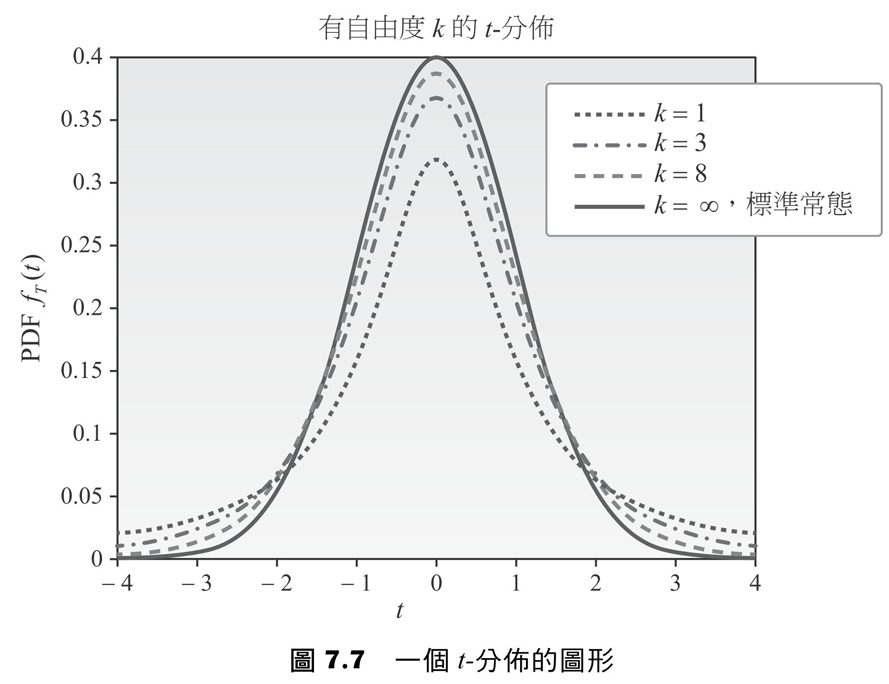 有自由度 k 的 t-分佈
0.4
0.35
0.3
0.25
0.2
0.15
0.1
0.05
0
PDF f_T(t)
k = 1
k = 3
k = 8
k = ∞，標準常態
– 4 – 3 – 2 – 1 0 1 2 3 4
t
圖 7.7 一個 t-分佈的圖形